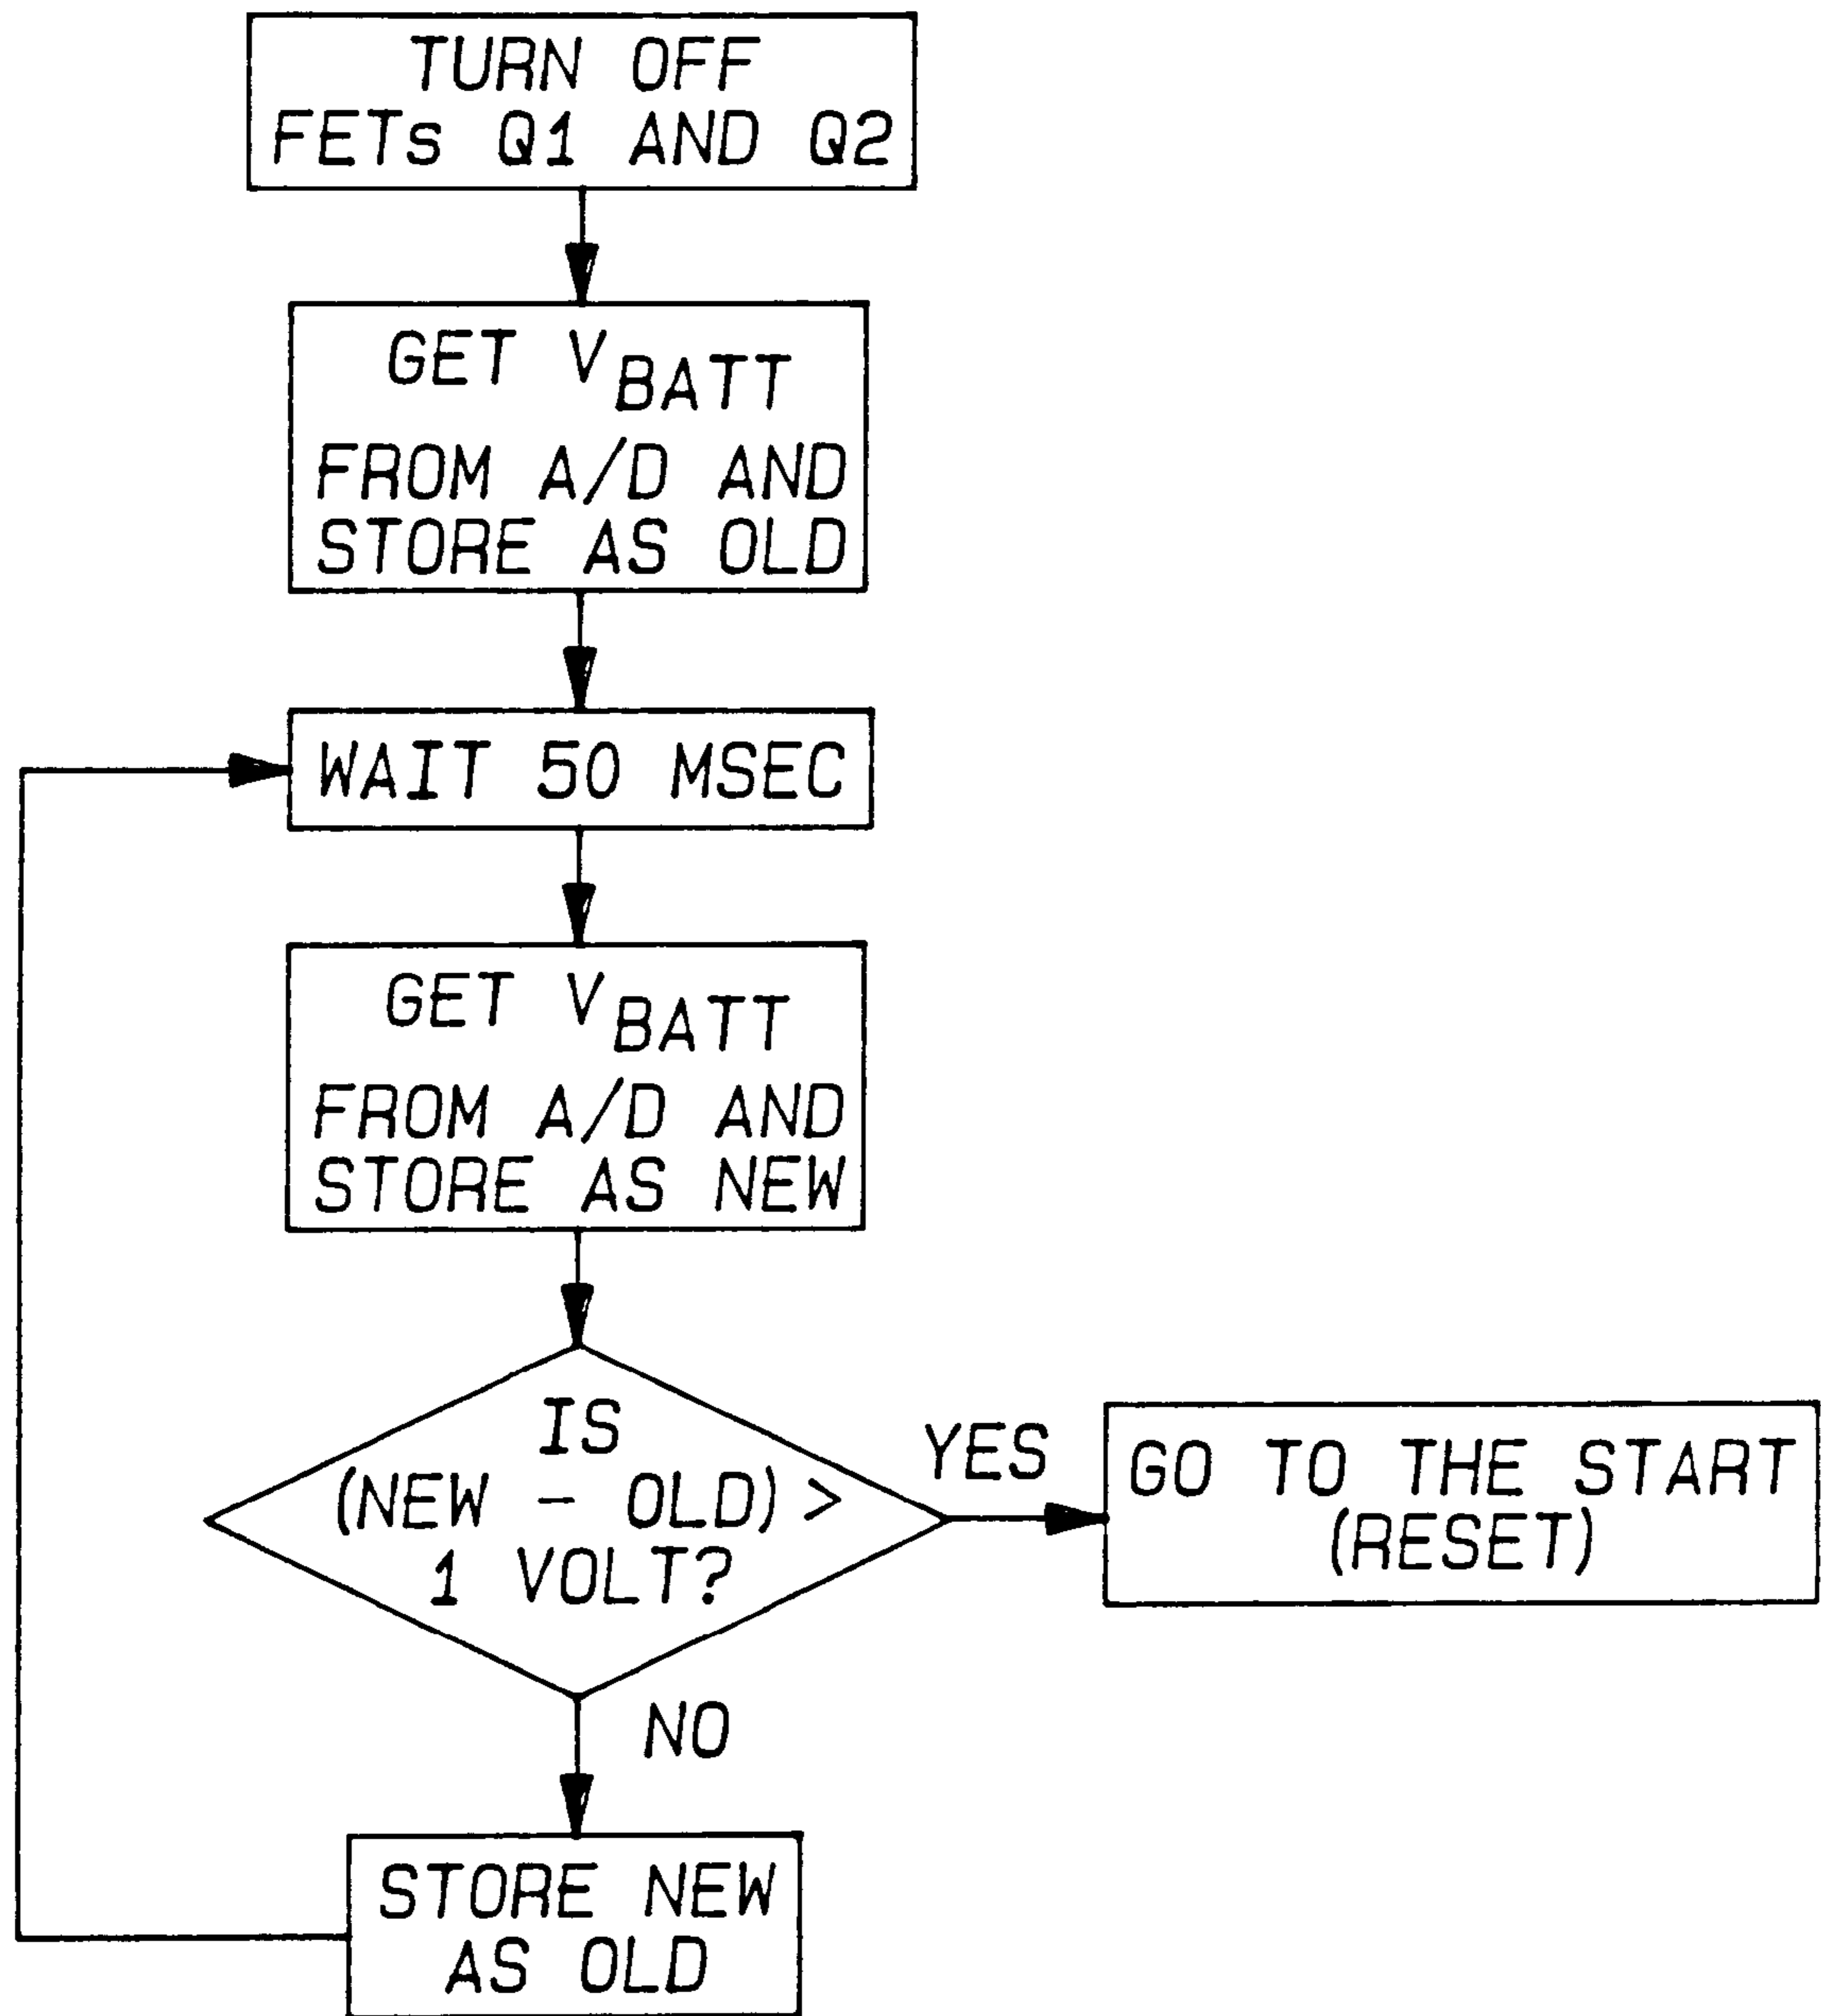 TURN OFF
FETs Q1 AND Q2
GET VBATT
FROM A/D AND
STORE AS OLD
WAIT 50 MSEC
GET VBATT
FROM A/D AND
STORE AS NEW
IS
(NEW - OLD) >
1 VOLT?
YES
GO TO THE START
(RESET)
NO
STORE NEW
AS OLD